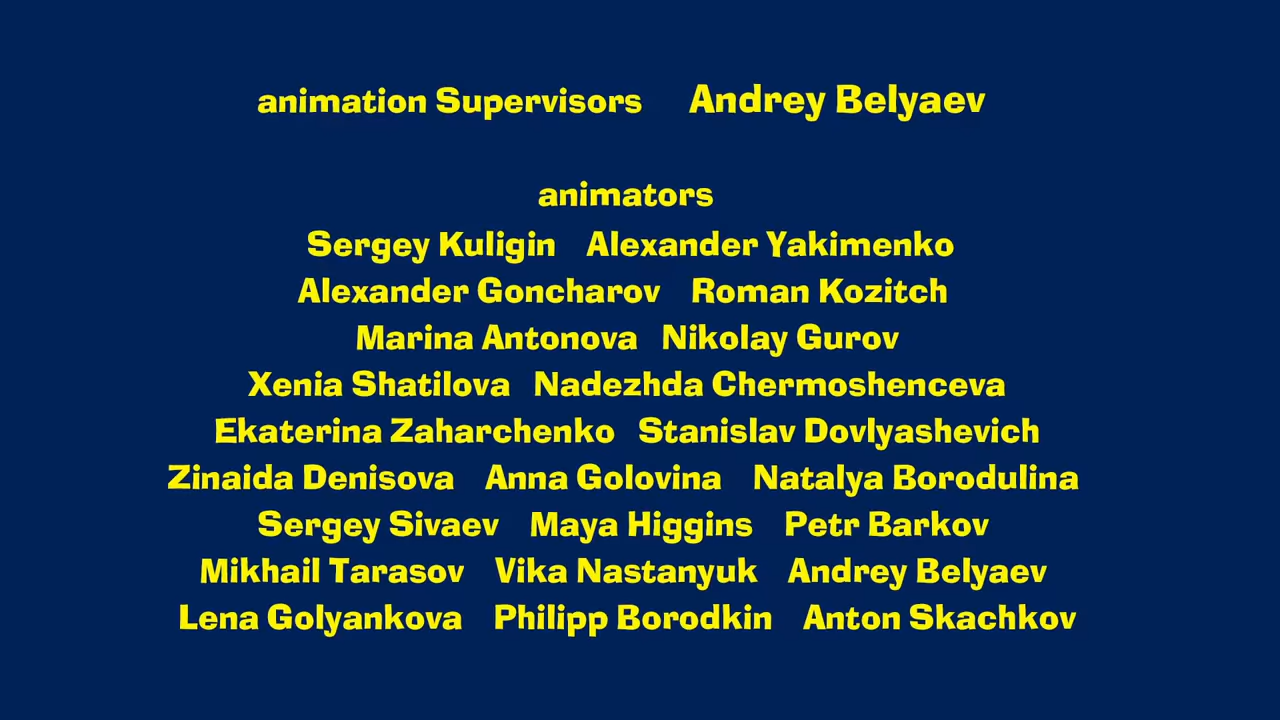 animation Supervisors Andrey Belyaev
animators
Sergey Kuligin Alexander Yakimenko
Alexander Goncharov Roman Kozitch
Marina Antonova Nikolay Gurov
Xenia Shatilova Nadezhda Chermoshenceva
Ekaterina Zaharchenko Stanislav Dovlyashevich
Zinaida Denisova Anna Golovina Natalya Borodulina
Sergey Sivaev Maya Higgins Petr Barkov
Mikhail Tarasov Vika Nastanyuk Andrey Belyaev
Lena Golyankova Philipp Borodkin Anton Skachkov